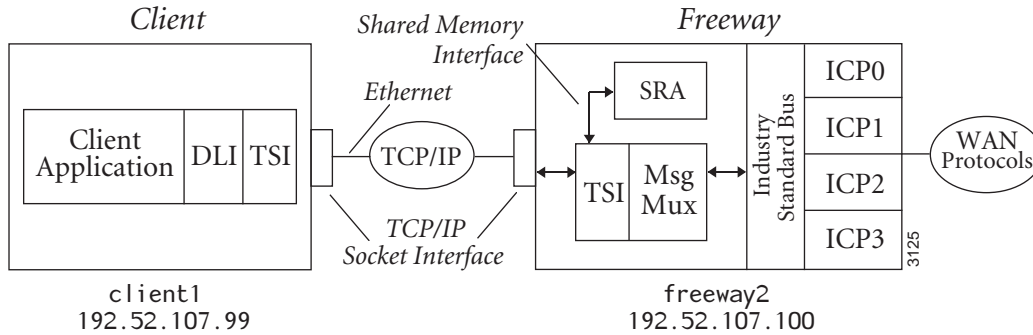 Client
Client
Application
DLI
TSI
Ethernet
TCP/IP
TCP/IP
Socket Interface
Shared Memory
Interface
Freeway
SRA
TSI
Msg
Mux
Industry
Standard Bus
ICP0
ICP1
ICP2
ICP3
WAN
Protocols
3125
client1
192.52.107.99
freeway2
192.52.107.100